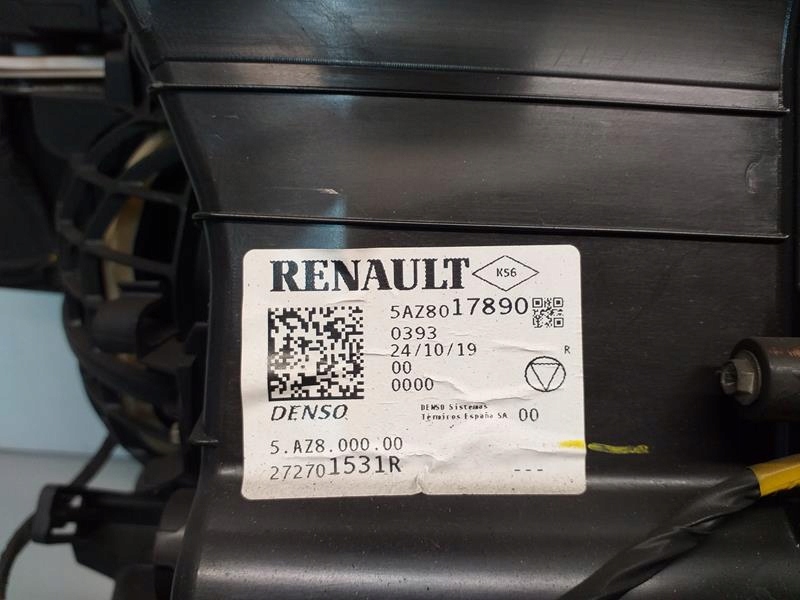 RENAULT K56
5AZ8017890
0393
24/10/19
R
00
0000
DENSO
DENSO Sistemas
Térmicos España SA 00
5.AZ8.000.00
272701531R
---